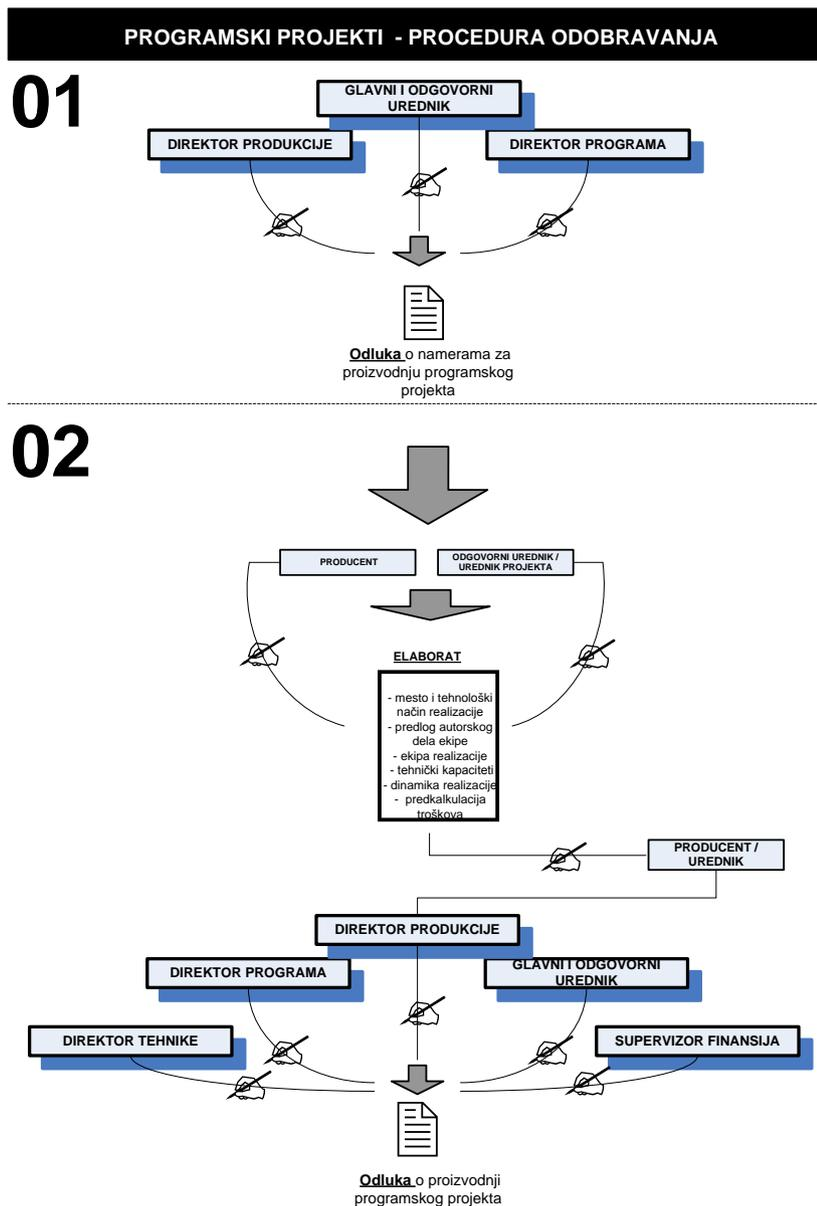 PROGRAMSKI PROJEKTI - PROCEDURA ODOBRAVANJA
01
GLAVNI I ODGOVORNI
UREDNIK
DIREKTOR PRODUKCIJE
DIREKTOR PROGRAMA
Odluka o namerama za
proizvodnju programskog
projekta
02
PRODUCENT
ODGOVORNI UREDNIK /
UREDNIK PROJEKTA
ELABORAT
- mesto i tehnološki
način realizacije
- predlog autorskog
dela ekipe
- ekipa realizacije
- tehnički kapaciteti
- dinamika realizacije
- predkalkulacija
troškova
PRODUCENT /
UREDNIK
DIREKTOR PRODUKCIJE
DIREKTOR PROGRAMA
GLAVNI I ODGOVORNI
UREDNIK
DIREKTOR TEHNIKE
SUPERVIZOR FINANSIJA
Odluka o proizvodnji
programskog projekta